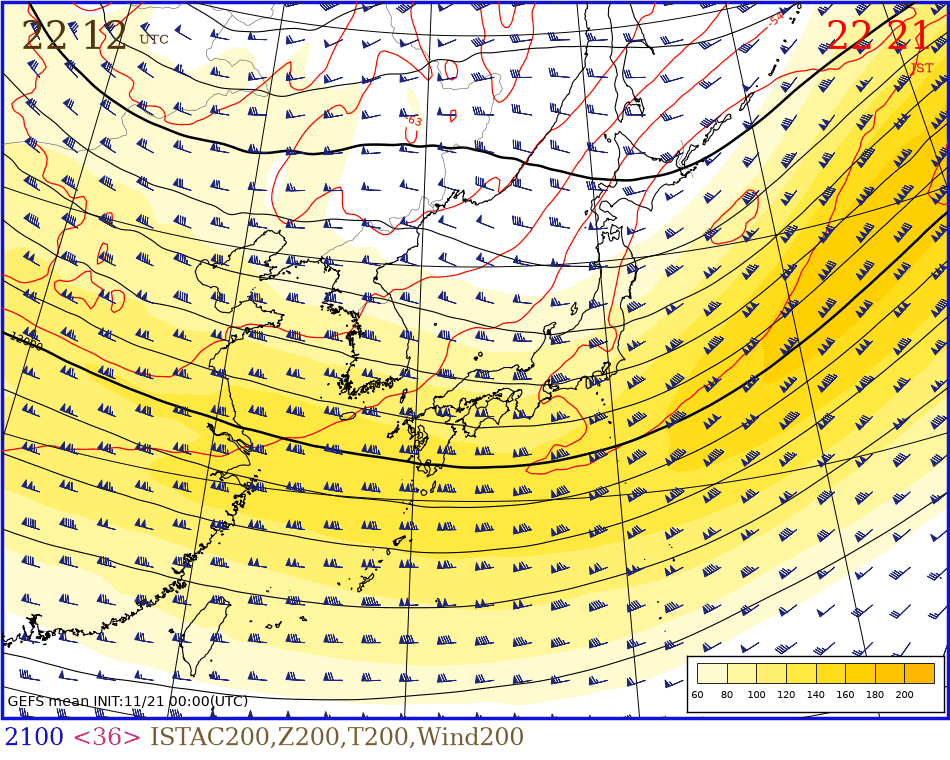 22 12 UTC
22 21
JST
-54
-63
12000
60 80 100 120 140 160 180 200
GEFS mean INIT:11/21 00:00(UTC)
2100 <36> ISTAC200,Z200,T200,Wind200